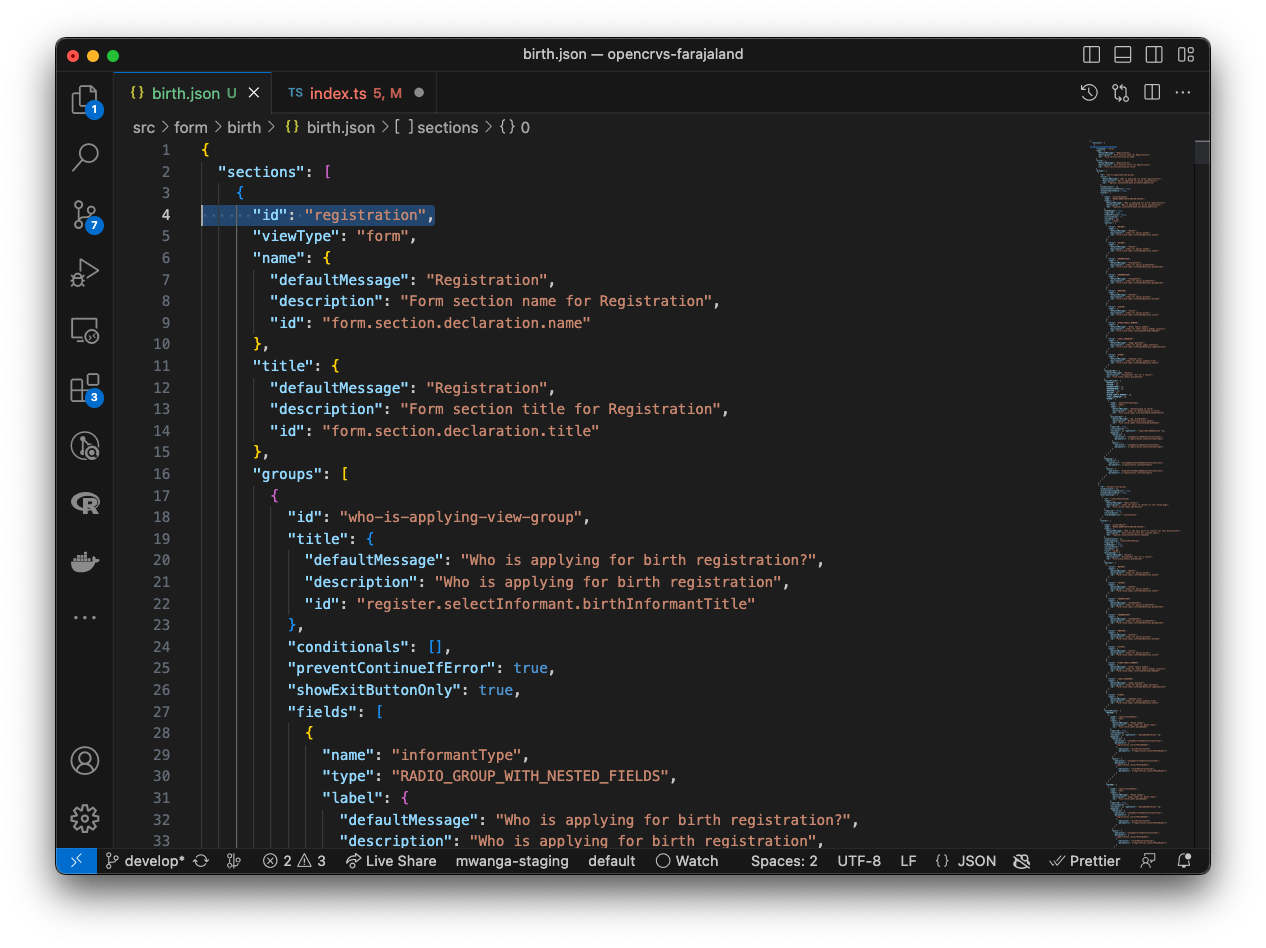 birth.json — opencrvs-farajaland
{} birth.json U
TS index.ts 5, M
src > form > birth > {} birth.json > [ ] sections > {} 0
1
7
3
1 {
2 "sections": [
3 {
4 "id": "registration",
5 "viewType": "form",
6 "name": {
7 "defaultMessage": "Registration",
8 "description": "Form section name for Registration",
9 "id": "form.section.declaration.name"
10 },
11 "title": {
12 "defaultMessage": "Registration",
13 "description": "Form section title for Registration",
14 "id": "form.section.declaration.title"
15 },
16 "groups": [
17 {
18 "id": "who-is-applying-view-group",
19 "title": {
20 "defaultMessage": "Who is applying for birth registration?",
21 "description": "Who is applying for birth registration",
22 "id": "register.selectInformant.birthInformantTitle"
23 },
24 "conditionals": [],
25 "preventContinueIfError": true,
26 "showExitButtonOnly": true,
27 "fields": [
28 {
29 "name": "informantType",
30 "type": "RADIO_GROUP_WITH_NESTED_FIELDS",
31 "label": {
32 "defaultMessage": "Who is applying for birth registration?",
33 "description": "Who is applying for birth registration",
develop* 2 3 Live Share mwanga-staging default Watch Spaces: 2 UTF-8 LF {} JSON Prettier